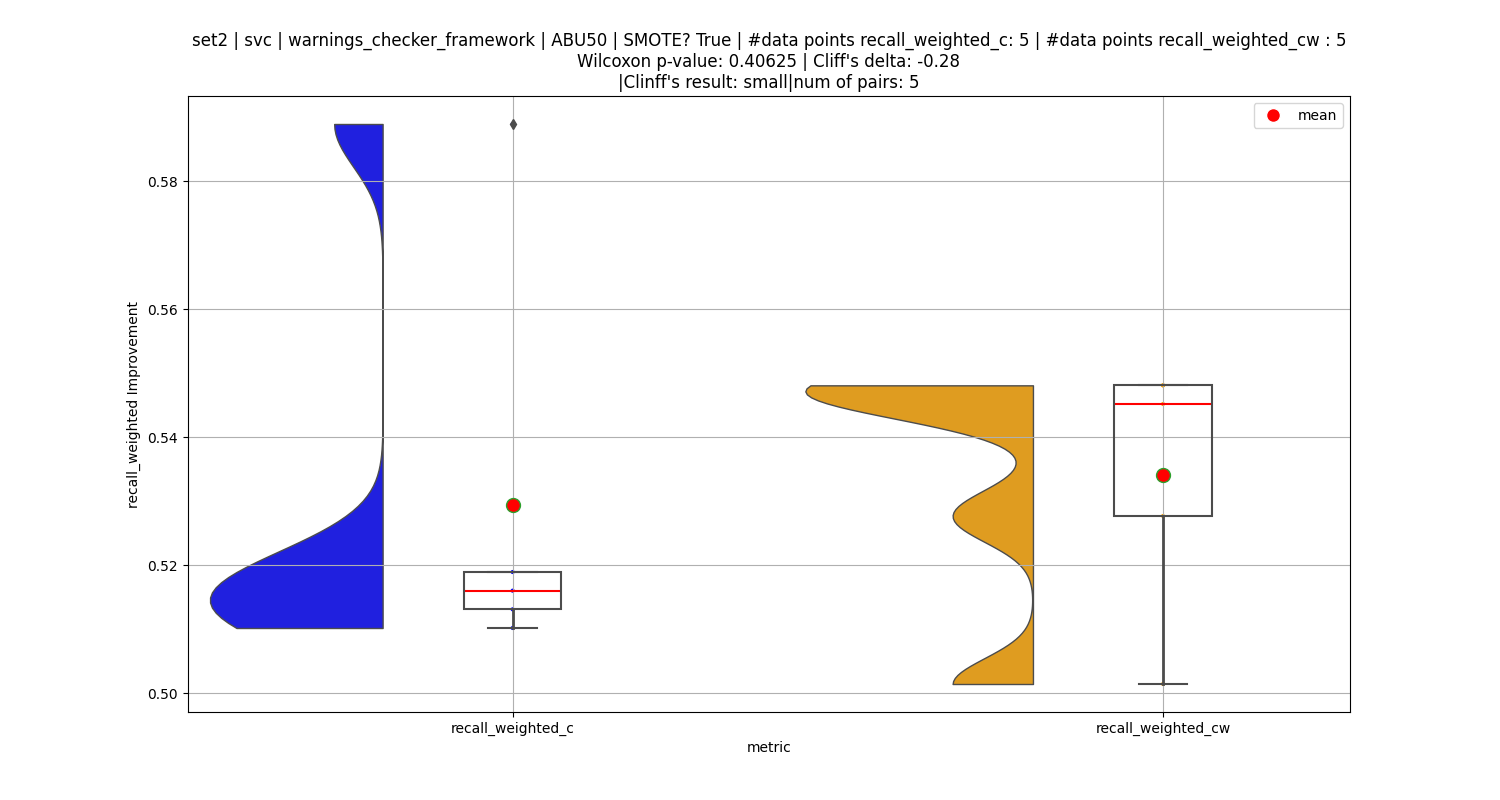 set2 | svc | warnings_checker_framework | ABU50 | SMOTE? True | #data points recall_weighted_c: 5 | #data points recall_weighted_cw : 5
Wilcoxon p-value: 0.40625 | Cliff's delta: -0.28
|Clinff's result: small|num of pairs: 5
mean
0.58
0.56
0.54
0.52
0.50
recall_weighted Improvement
recall_weighted_c
recall_weighted_cw
metric